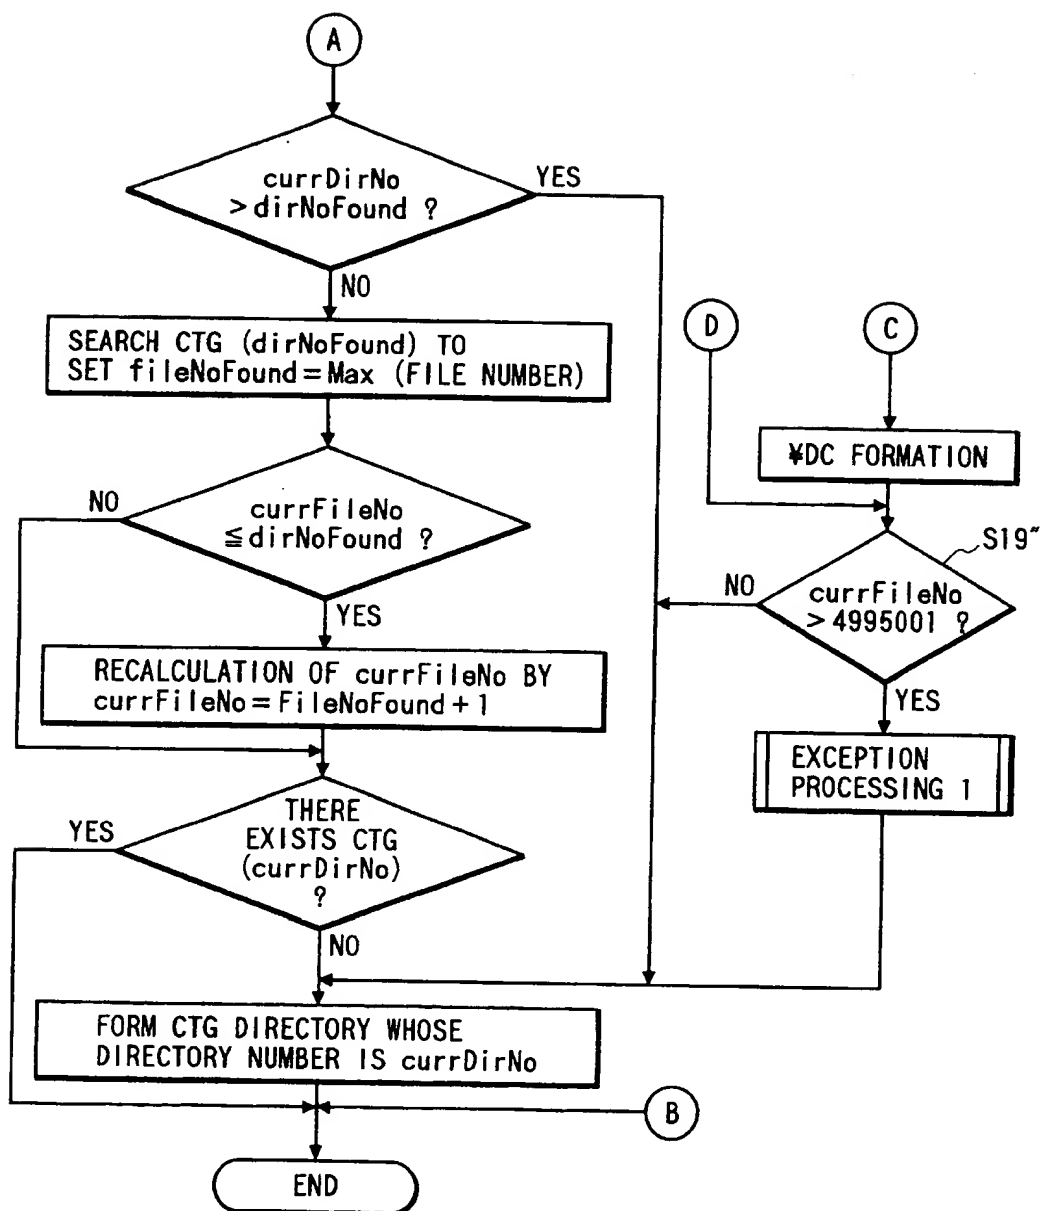 A
currDirNo
> dirNoFound ?
YES
NO
SEARCH CTG (dirNoFound) TO
SET fileNoFound=Max (FILE NUMBER)
D
C
¥DC FORMATION
NO
currFileNo
≦dirNoFound ?
YES
S19″
NO
currFileNo
> 4995001 ?
YES
RECALCULATION OF currFileNo BY
currFileNo=FileNoFound+1
EXCEPTION
PROCESSING 1
YES
THERE
EXISTS CTG
(currDirNo)
?
NO
FORM CTG DIRECTORY WHOSE
DIRECTORY NUMBER IS currDirNo
B
END